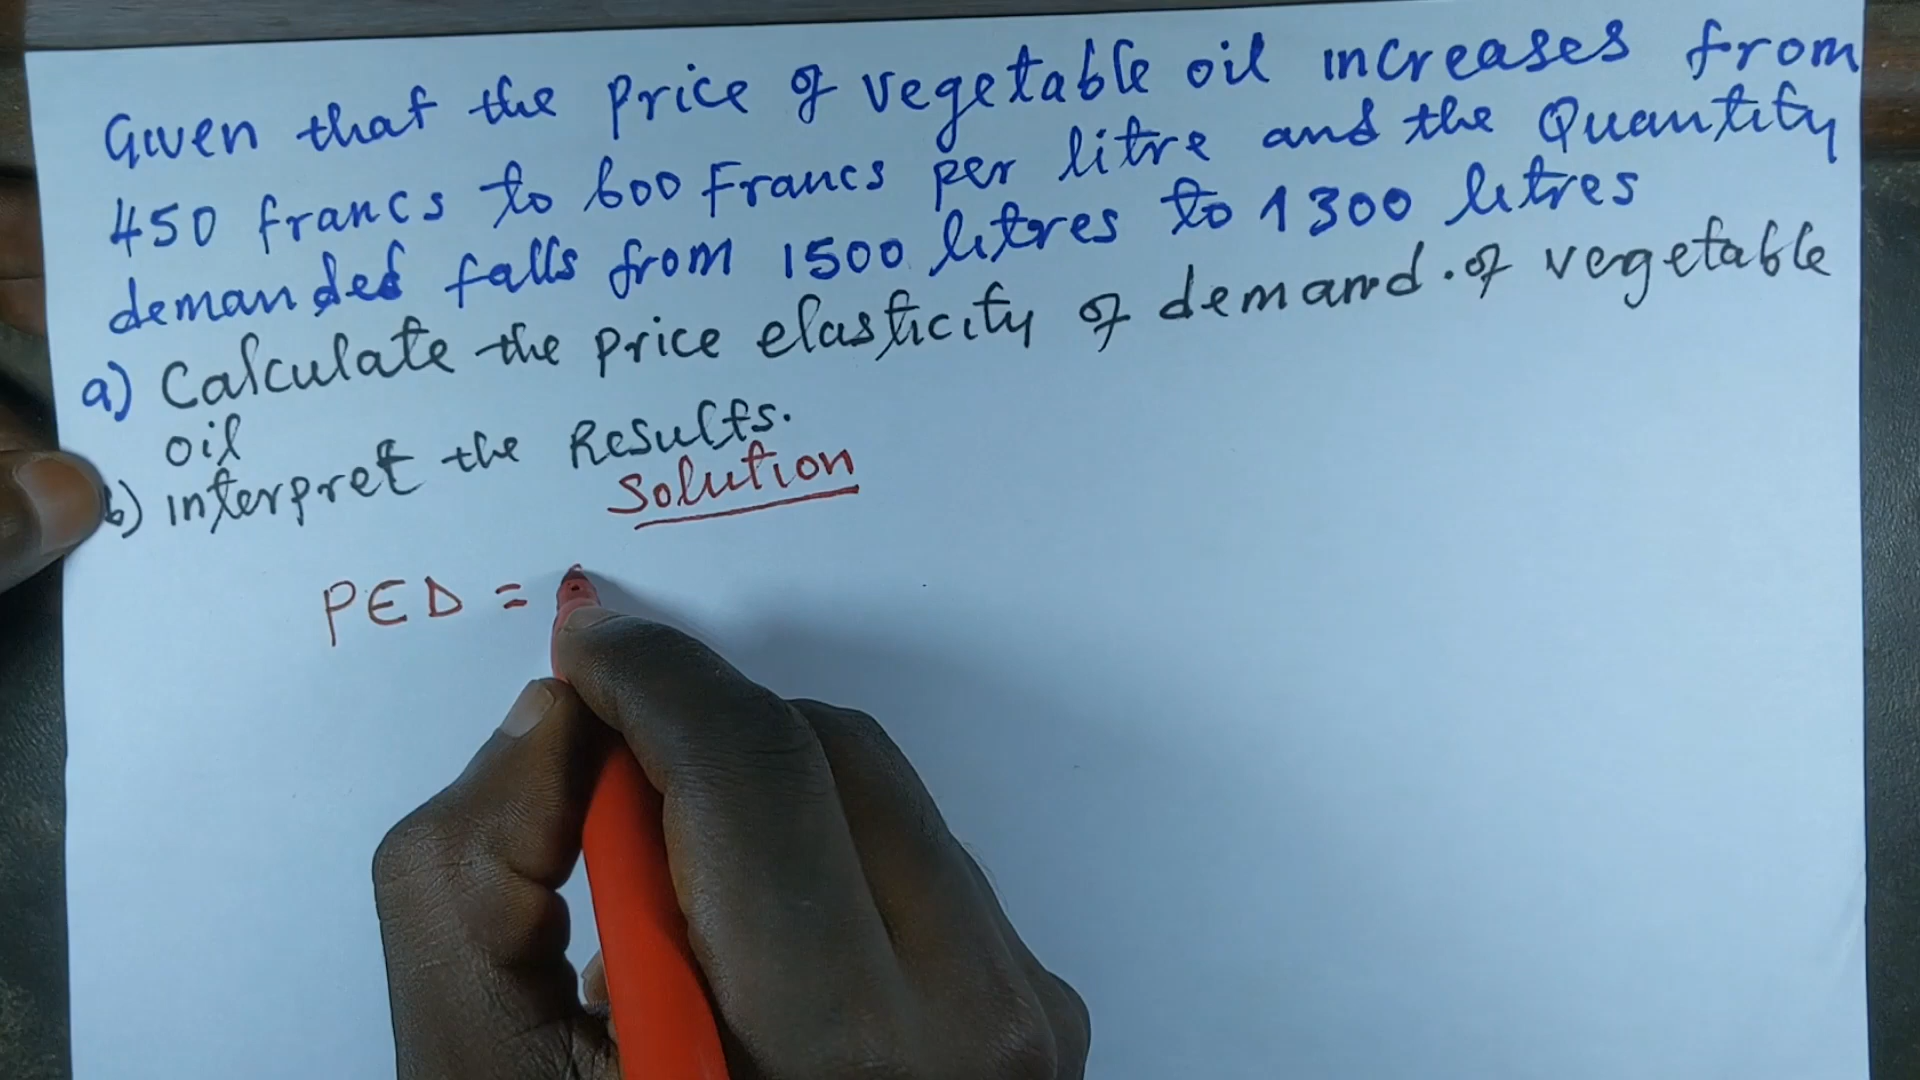 Given that the price of vegetable oil increases from
450 francs to 600 Francs per litre and the Quantity
demanded falls from 1500 litres to 1300 litres
a) Calculate the price elasticity of demand. of vegetable
oil
b) interpret the Results.
Solution
PED =